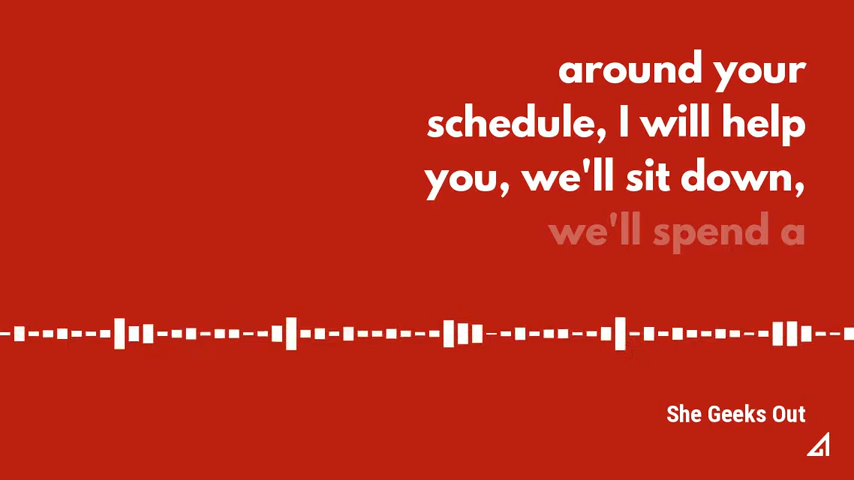 around your
schedule, I will help
you, we'll sit down,
we'll spend a
She Geeks Out